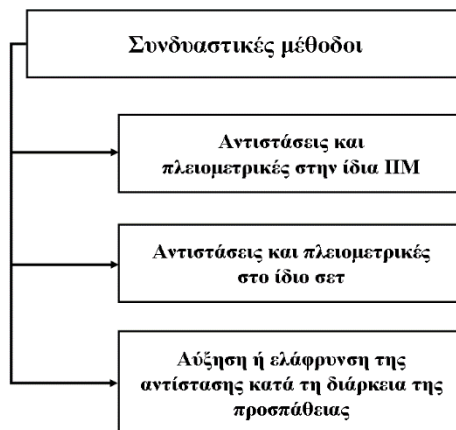 Συνδυαστικές μέθοδοι
Αντιστάσεις και
πλειομετρικές στην ίδια ΠΜ
Αντιστάσεις και πλειομετρικές
στο ίδιο σετ
Αύξηση ή ελάφρυνση της
αντίστασης κατά τη διάρκεια της
προσπάθειας